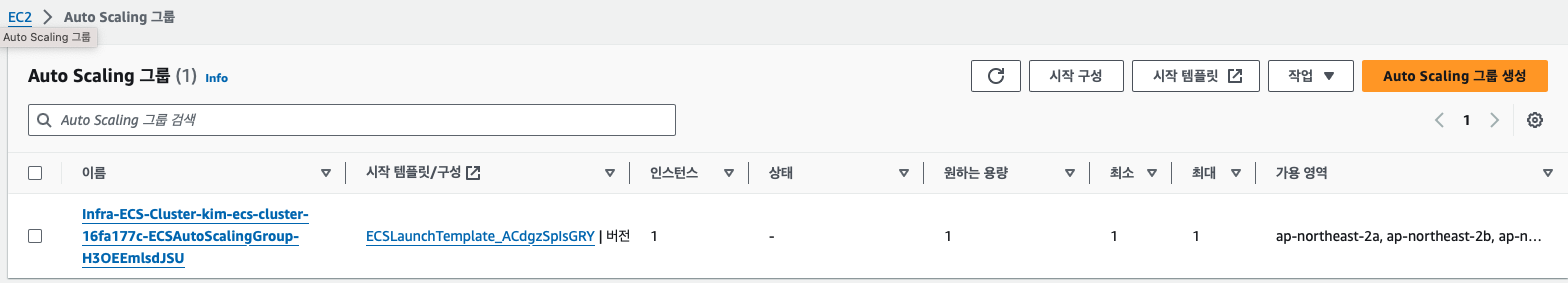 EC2 > Auto Scaling 그룹
Auto Scaling 그룹
Auto Scaling 그룹 (1) Info
시작 구성
시작 템플릿
작업
Auto Scaling 그룹 생성
Auto Scaling 그룹 검색
1
이름
시작 템플릿/구성
인스턴스
상태
원하는 용량
최소
최대
가용 영역
Infra-ECS-Cluster-kim-ecs-cluster-
16fa177c-ECSAutoScalingGroup-
H3OEEmlsdJSU
ECSLaunchTemplate_ACdgzSpIsGRY | 버전
1
-
1
1
1
ap-northeast-2a, ap-northeast-2b, ap-n...